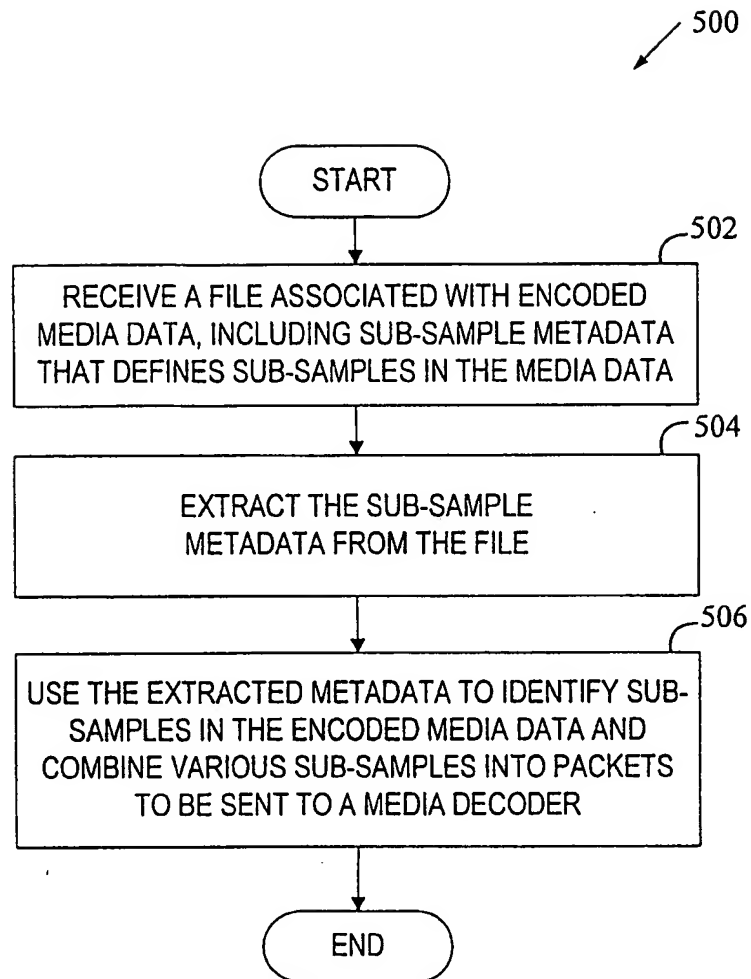 500
START
502
RECEIVE A FILE ASSOCIATED WITH ENCODED
MEDIA DATA, INCLUDING SUB-SAMPLE METADATA
THAT DEFINES SUB-SAMPLES IN THE MEDIA DATA
504
EXTRACT THE SUB-SAMPLE
METADATA FROM THE FILE
506
USE THE EXTRACTED METADATA TO IDENTIFY SUB-
SAMPLES IN THE ENCODED MEDIA DATA AND
COMBINE VARIOUS SUB-SAMPLES INTO PACKETS
TO BE SENT TO A MEDIA DECODER
END